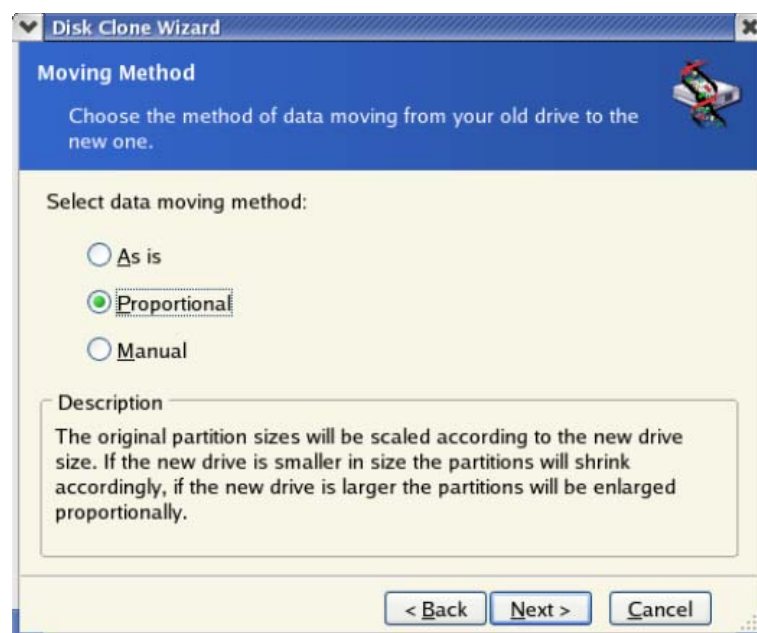 Disk Clone Wizard
Moving Method
Choose the method of data moving from your old drive to the
new one.
Select data moving method:
As is
Proportional
Manual
Description
The original partition sizes will be scaled according to the new drive
size. If the new drive is smaller in size the partitions will shrink
accordingly, if the new drive is larger the partitions will be enlarged
proportionally.
< Back Next > Cancel